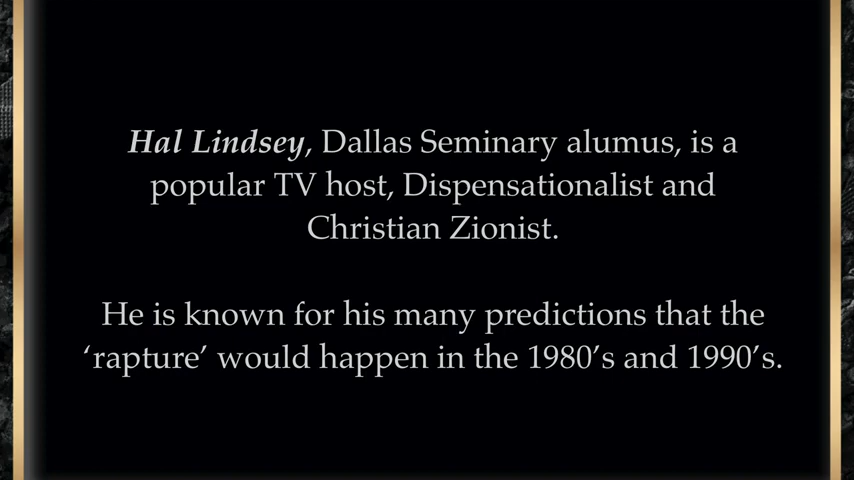 Hal Lindsey, Dallas Seminary alumus, is a
popular TV host, Dispensationalist and
Christian Zionist.
He is known for his many predictions that the
‘rapture’ would happen in the 1980’s and 1990’s.